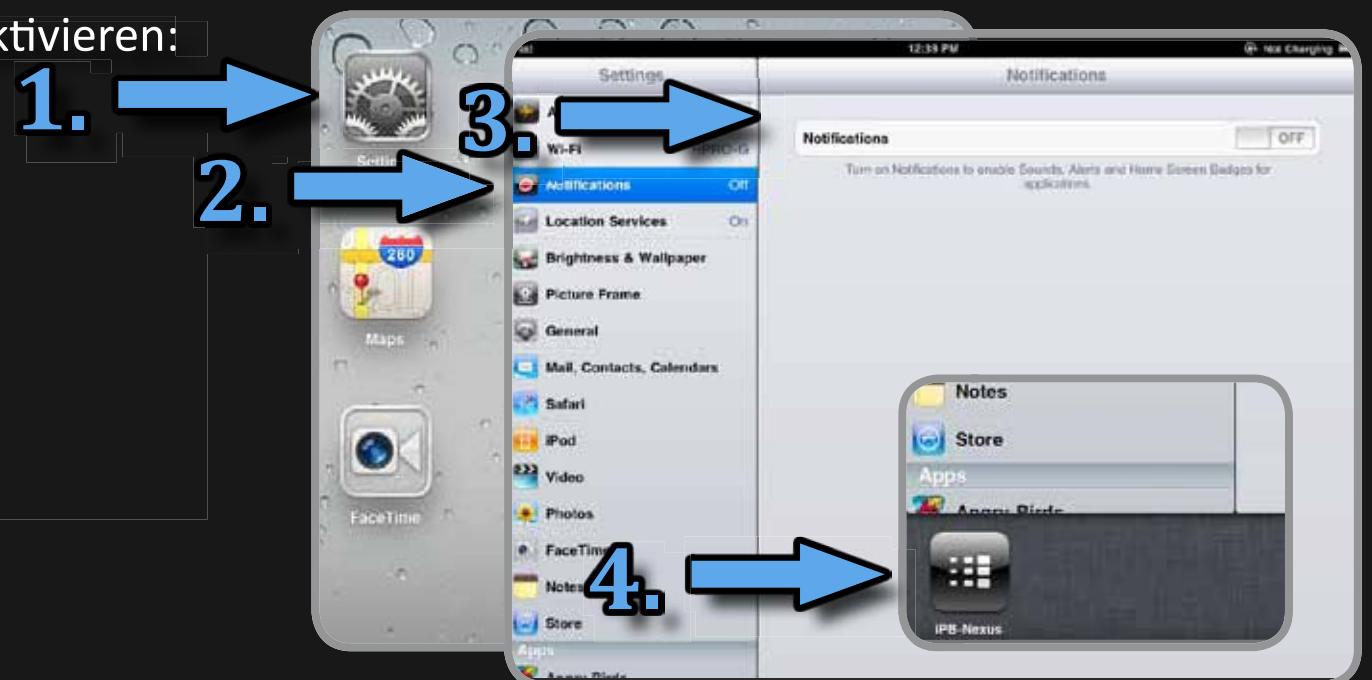 ktivieren:
1.
2.
3.
4.
Maps
280
FaceTime
12:39 PM
Not Charging
Settings
Wi-Fi
Notifications Off
Location Services On
Brightness & Wallpaper
Picture Frame
General
Mail, Contacts, Calendars
Safari
iPod
Video
Photos
FaceTime
Notes
Store
Apps
Angry Birds
Notifications
Notifications OFF
Turn on Notifications to enable Sounds, Alerts and Home Screen Badges for
applications.
Notes
Store
Apps
Angry Birds
iPB-Nexus